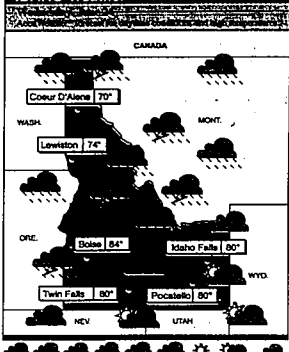 CANADA
Coeur D'Alene 70°
WASH.
MONT.
Lewiston 74°
ORE.
Boise 84°
Idaho Falls 80°
WYO.
Twin Falls 80°
Pocatello 80°
NEV.
UTAH